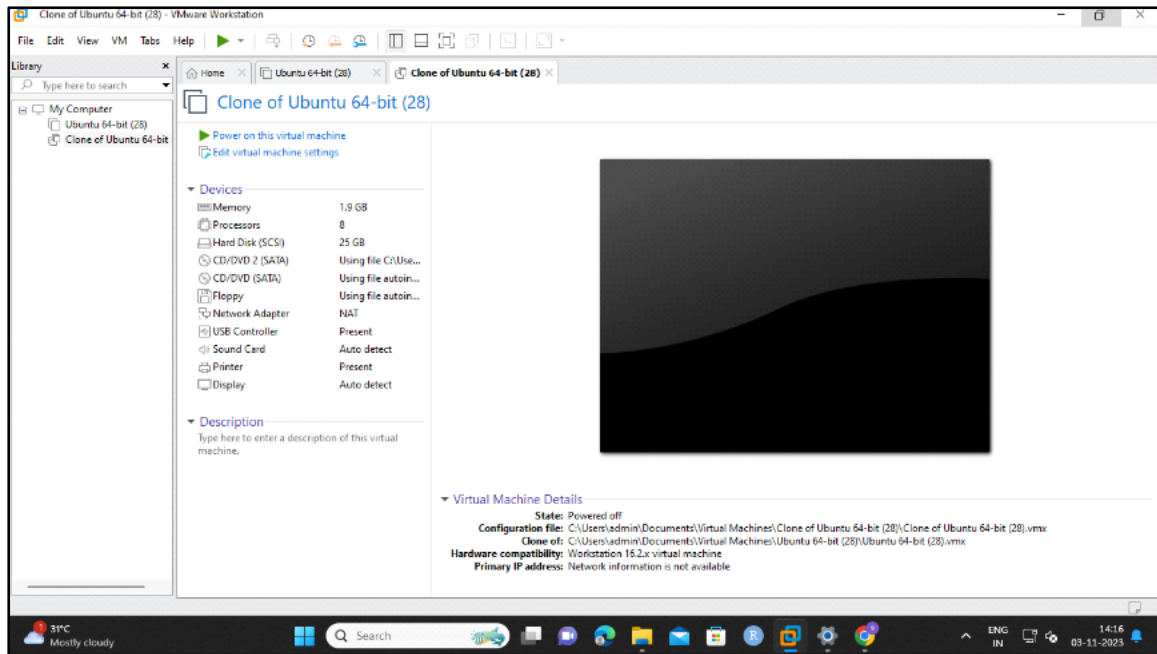 Clone of Ubuntu 64-bit (28) - VMware Workstation
File Edit View VM Tabs Help
Library
Type here to search
My Computer
Ubuntu 64-bit (28)
Clone of Ubuntu 64-bit
Home
Ubuntu 64-bit (28)
Clone of Ubuntu 64-bit (28)
Clone of Ubuntu 64-bit (28)
Power on this virtual machine
Edit virtual machine settings
Devices
Memory 1.9 GB
Processors 8
Hard Disk (SCSI) 25 GB
CD/DVD 2 (SATA) Using file C:\Use...
CD/DVD (SATA) Using file autoin...
Floppy Using file autoin...
Network Adapter NAT
USB Controller Present
Sound Card Auto detect
Printer Present
Display Auto detect
Description
Type here to enter a description of this virtual
machine.
Virtual Machine Details
State: Powered off
Configuration file: C:\Users\admin\Documents\Virtual Machines\Clone of Ubuntu 64-bit (28)\Clone of Ubuntu 64-bit (28).vmx
Clone of: C:\Users\admin\Documents\Virtual Machines\Ubuntu 64-bit (28)\Ubuntu 64-bit (28).vmx
Hardware compatibility: Workstation 16.2.x virtual machine
Primary IP address: Network information is not available
31°C
Mostly cloudy
Search
R
ENG
IN
14:16
03-11-2023